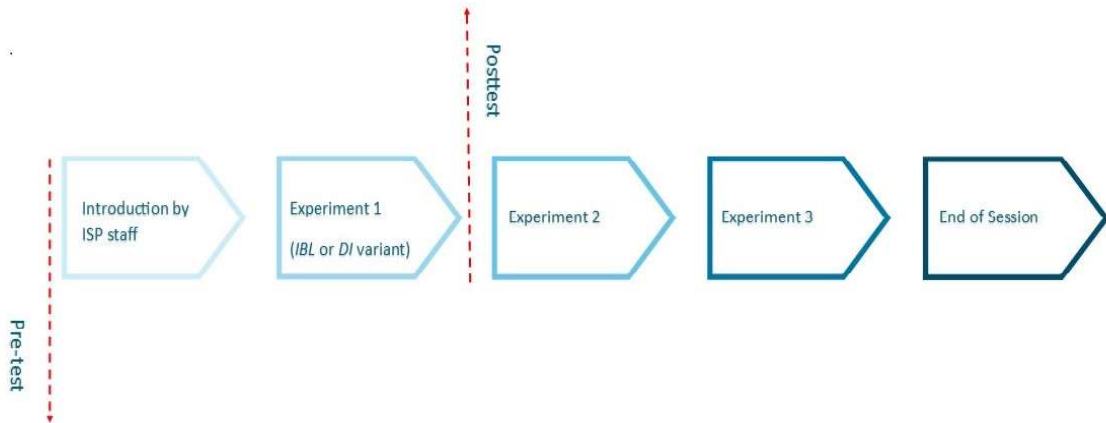 Posttest
Introduction by
ISP staff
Experiment 1
(IBL or DI variant)
Experiment 2
Experiment 3
End of Session
Pre-test